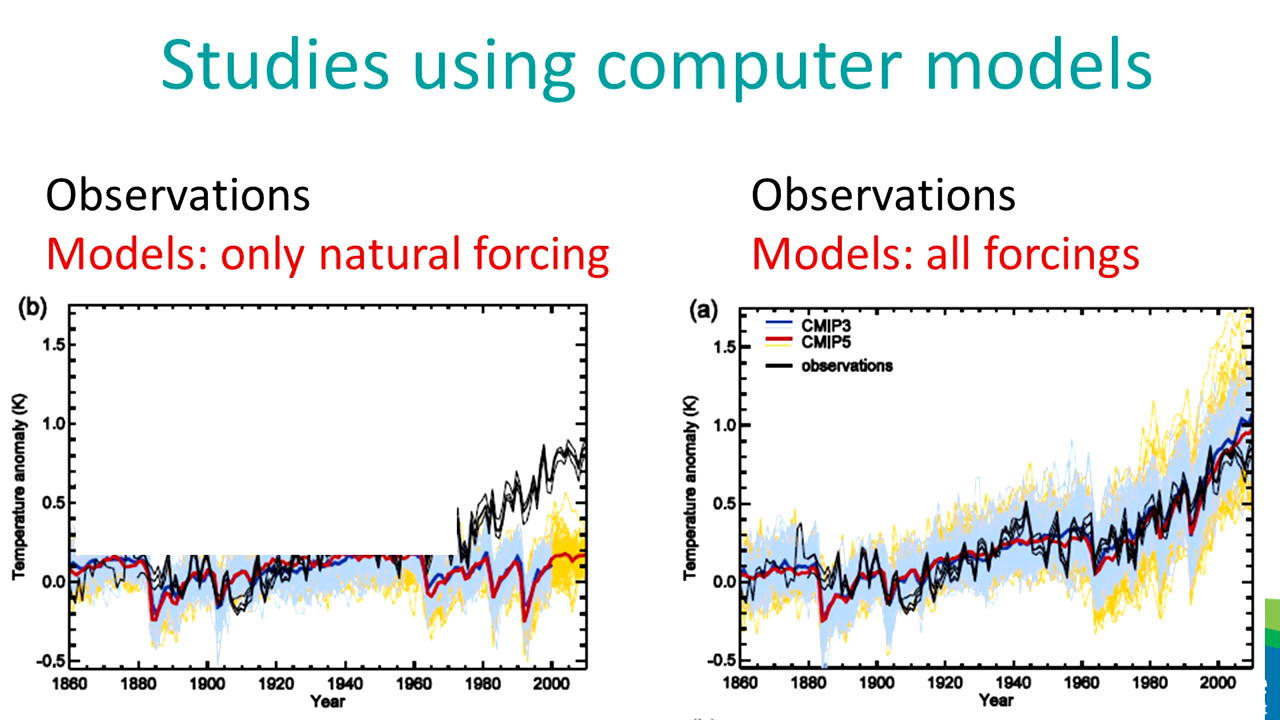 Studies using computer models
Observations
Models: only natural forcing
Observations
Models: all forcings
(b)
1.5
1.0
0.5
0.0
-0.5
Temperature anomaly (K)
1860 1880 1900 1920 1940 1960 1980 2000
Year
(a)
CMIP3
CMIP5
observations
1.5
1.0
0.5
0.0
-0.5
Temperature anomaly (K)
1860 1880 1900 1920 1940 1960 1980 2000
Year